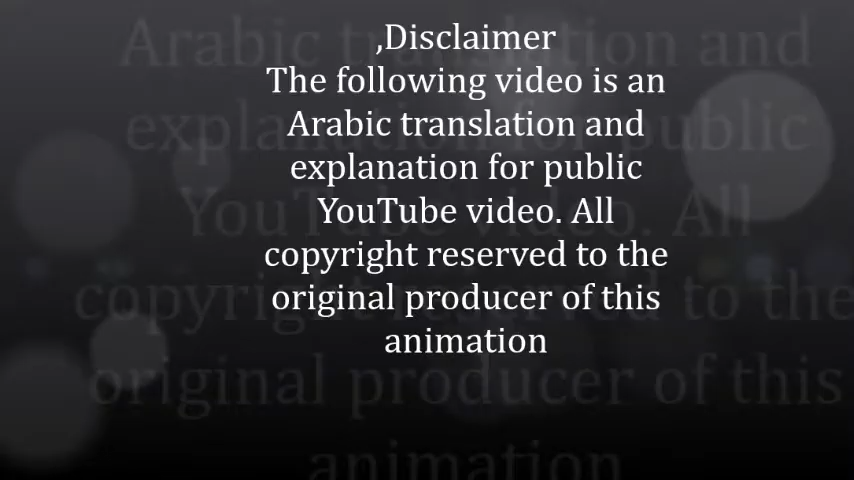 ,Disclaimer
The following video is an
Arabic translation and
explanation for public
YouTube video. All
copyright reserved to the
original producer of this
animation